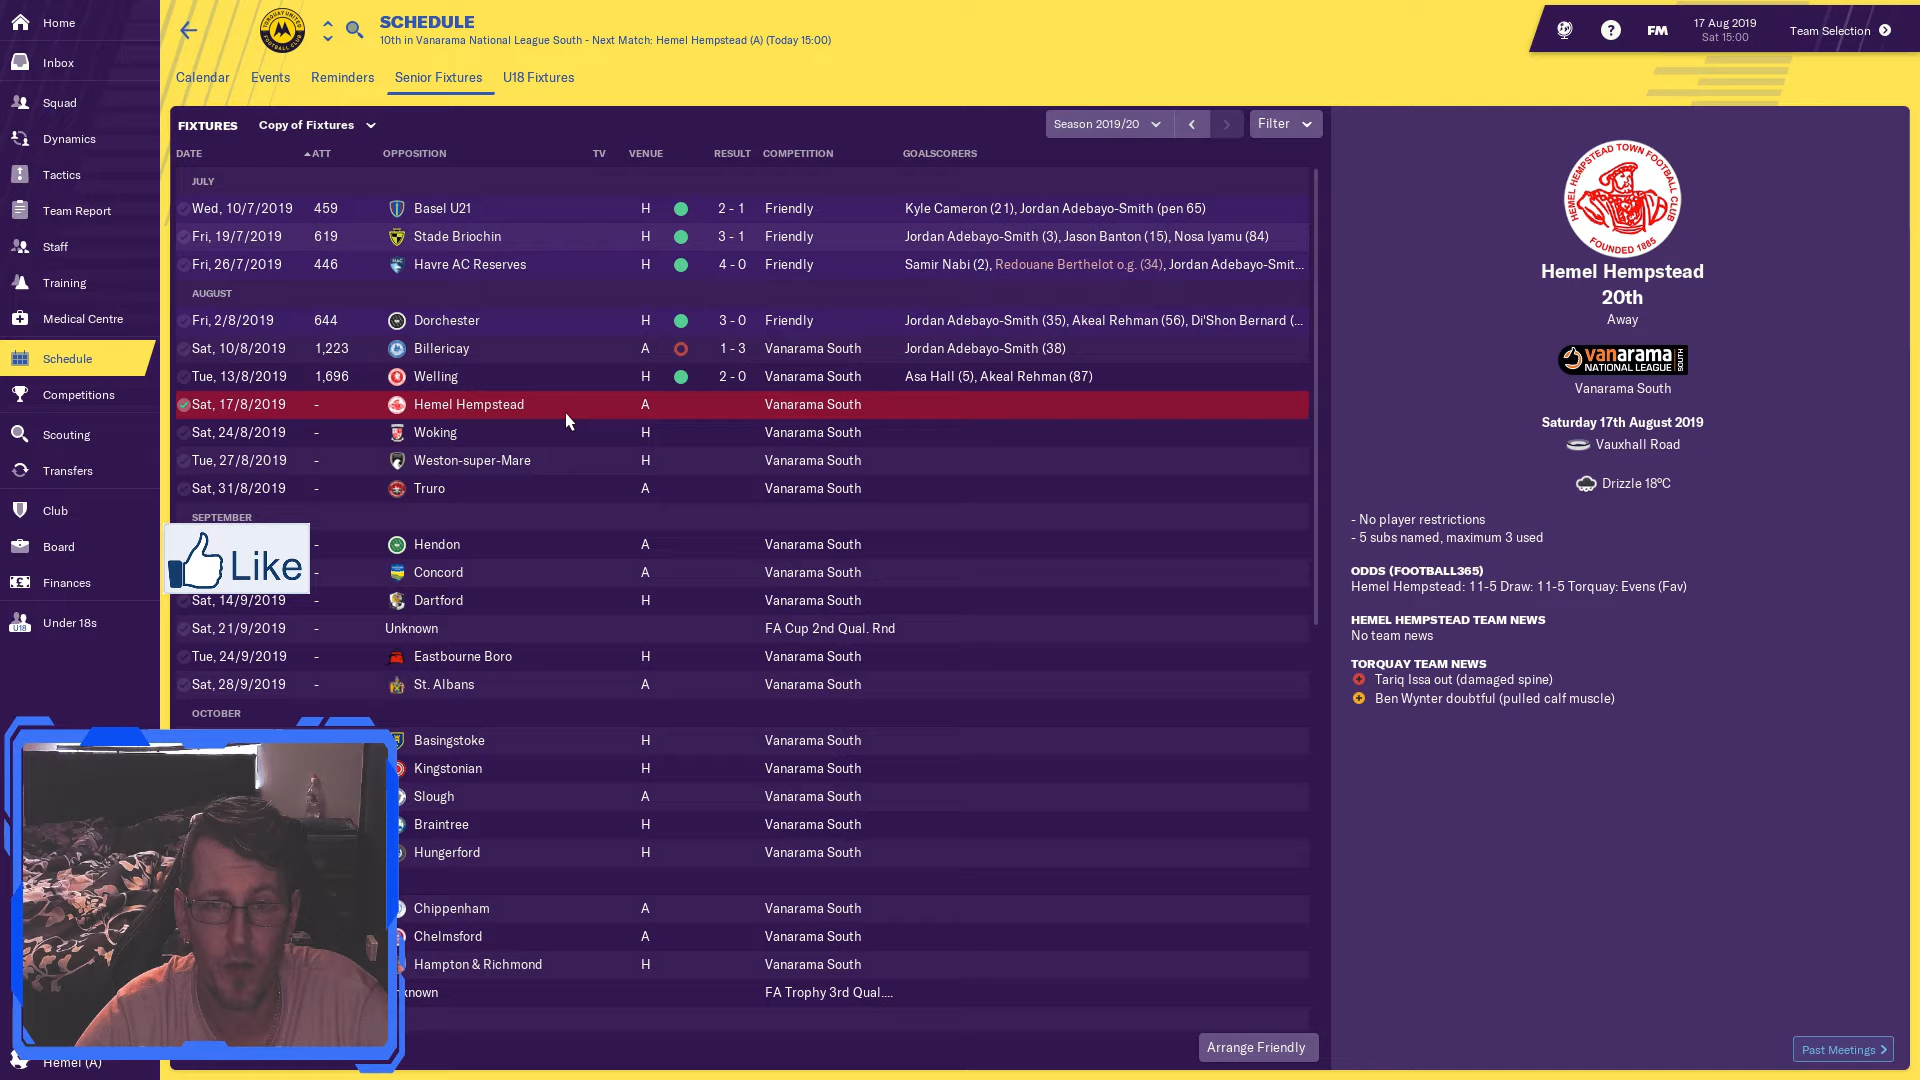 SCHEDULE
10th in Vanarama National League South - Next Match: Hemel Hempstead (A) (Today 15:00)
FM
17 Aug 2019
Sat 15:00
Team Selection
Home
Inbox
Squad
Dynamics
Tactics
Team Report
Staff
Training
Medical Centre
Schedule
Competitions
Scouting
Transfers
Club
Board
Finances
U18 Under 18s
Hemel (A)
Calendar Events Reminders Senior Fixtures U18 Fixtures
FIXTURES Copy of Fixtures Season 2019/20 Filter
DATE ATT OPPOSITION TV VENUE RESULT COMPETITION GOALSCORERS
JULY
Wed, 10/7/2019 459 Basel U21 H 2 - 1 Friendly Kyle Cameron (21), Jordan Adebayo-Smith (pen 65)
Fri, 19/7/2019 619 Stade Briochin H 3 - 1 Friendly Jordan Adebayo-Smith (3), Jason Banton (15), Nosa Iyamu (84)
Fri, 26/7/2019 446 Havre AC Reserves H 4 - 0 Friendly Samir Nabi (2), Redouane Berthelot o.g. (34), Jordan Adebayo-Smit...
AUGUST
Fri, 2/8/2019 644 Dorchester H 3 - 0 Friendly Jordan Adebayo-Smith (35), Akeal Rehman (56), Di'Shon Bernard (...
Sat, 10/8/2019 1,223 Billericay A 1 - 3 Vanarama South Jordan Adebayo-Smith (38)
Tue, 13/8/2019 1,696 Welling H 2 - 0 Vanarama South Asa Hall (5), Akeal Rehman (87)
Sat, 17/8/2019 - Hemel Hempstead A Vanarama South
Sat, 24/8/2019 - Woking H Vanarama South
Tue, 27/8/2019 - Weston-super-Mare H Vanarama South
Sat, 31/8/2019 - Truro A Vanarama South
SEPTEMBER
- Hendon A Vanarama South
Like
- Concord A Vanarama South
Sat, 14/9/2019 - Dartford H Vanarama South
Sat, 21/9/2019 - Unknown FA Cup 2nd Qual. Rnd
Tue, 24/9/2019 - Eastbourne Boro H Vanarama South
Sat, 28/9/2019 - St. Albans A Vanarama South
OCTOBER
Basingstoke H Vanarama South
Kingstonian H Vanarama South
Slough A Vanarama South
Braintree H Vanarama South
Hungerford H Vanarama South
Chippenham A Vanarama South
Chelmsford A Vanarama South
Hampton & Richmond H Vanarama South
known FA Trophy 3rd Qual....
Arrange Friendly
HEMEL HEMPSTEAD TOWN FOOTBALL CLUB
FOUNDED 1885
Hemel Hempstead
20th
Away
vanarama
NATIONAL LEAGUE
SOUTH
Vanarama South
Saturday 17th August 2019
Vauxhall Road
Drizzle 18°C
- No player restrictions
- 5 subs named, maximum 3 used
ODDS (FOOTBALL365)
Hemel Hempstead: 11-5 Draw: 11-5 Torquay: Evens (Fav)
HEMEL HEMPSTEAD TEAM NEWS
No team news
TORQUAY TEAM NEWS
Tariq Issa out (damaged spine)
Ben Wynter doubtful (pulled calf muscle)
Past Meetings